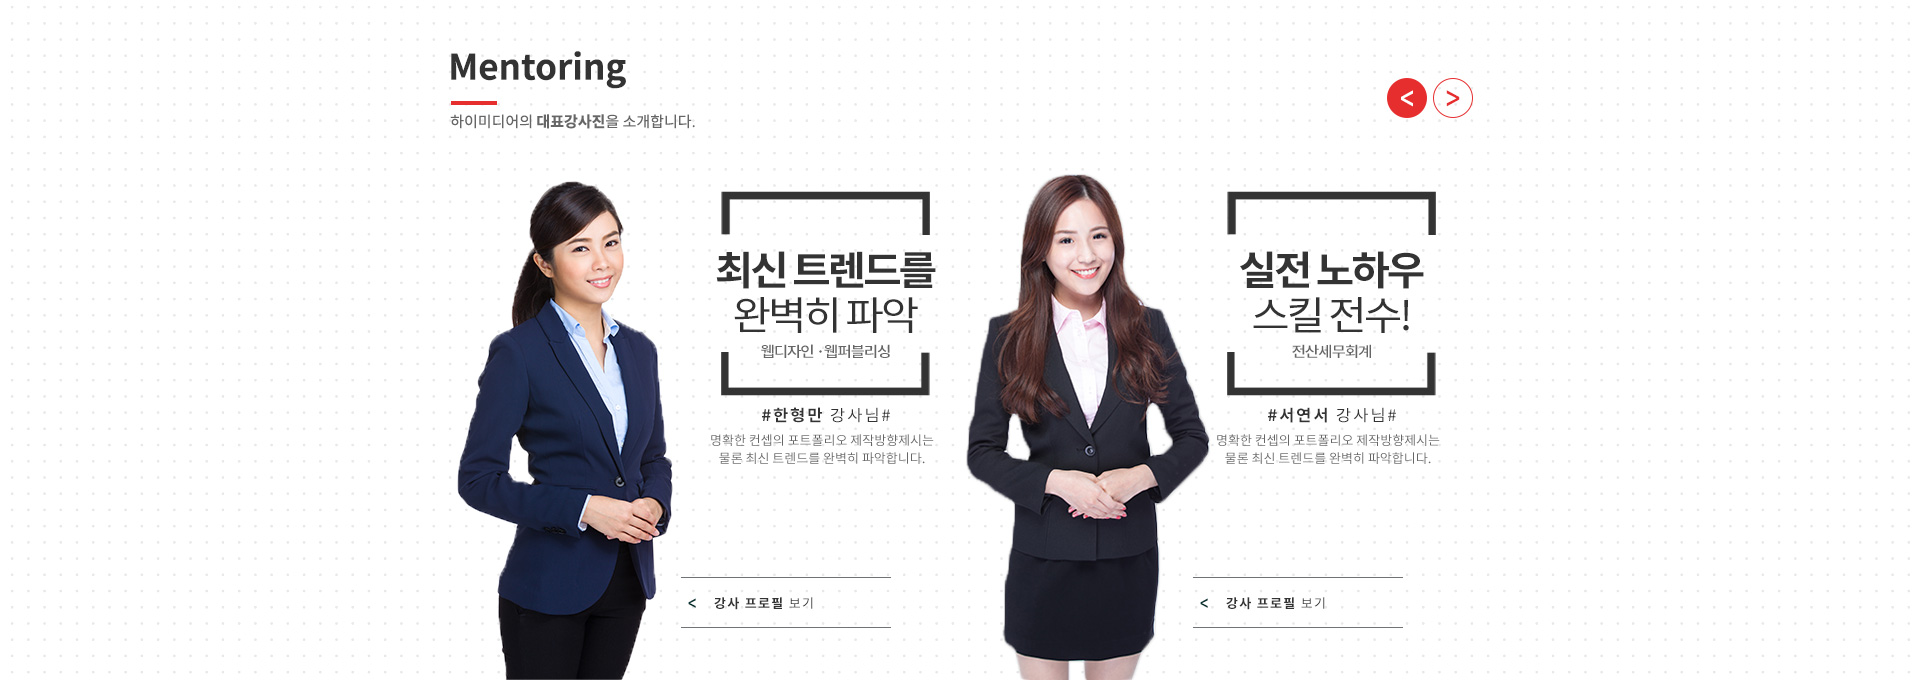 Mentoring
하이미디어의 대표강사진을 소개합니다.
< >
최신 트렌드를
완벽히 파악
웹디자인 · 웹퍼블리싱
#한형만 강사님#
명확한 컨셉의 포트폴리오 제작방향제시는
물론 최신 트렌드를 완벽히 파악합니다.
< 강사 프로필 보기
실전 노하우
스킬 전수!
전산세무회계
#서연서 강사님#
명확한 컨셉의 포트폴리오 제작방향제시는
물론 최신 트렌드를 완벽히 파악합니다.
< 강사 프로필 보기